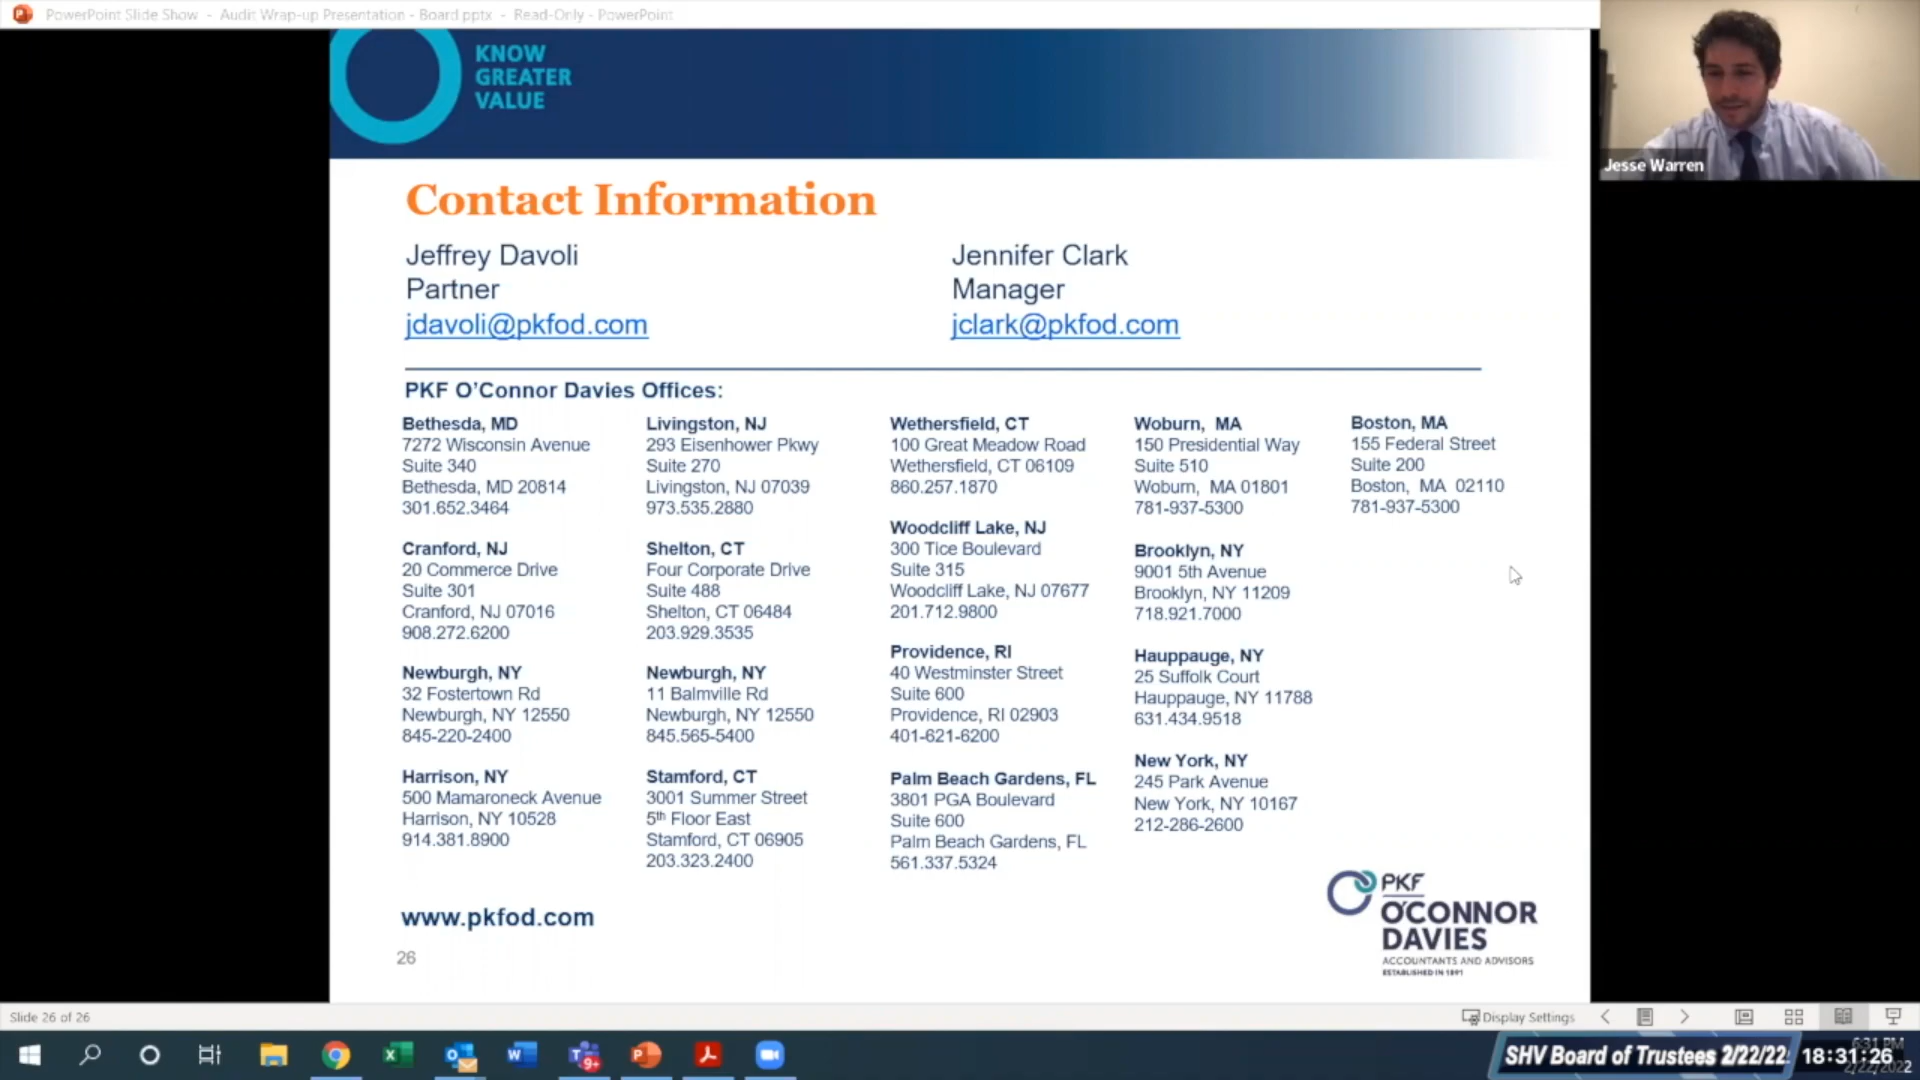 PowerPoint Slide Show - Audit Wrap-up Presentation - Board.pptx - Read-Only - PowerPoint
KNOW
GREATER
VALUE
Jesse Warren
Contact Information
Jeffrey Davoli
Partner
jdavoli@pkfod.com
Jennifer Clark
Manager
jclark@pkfod.com
PKF O'Connor Davies Offices:
Bethesda, MD
7272 Wisconsin Avenue
Suite 340
Bethesda, MD 20814
301.652.3464
Cranford, NJ
20 Commerce Drive
Suite 301
Cranford, NJ 07016
908.272.6200
Newburgh, NY
32 Fostertown Rd
Newburgh, NY 12550
845-220-2400
Harrison, NY
500 Mamaroneck Avenue
Harrison, NY 10528
914.381.8900
Livingston, NJ
293 Eisenhower Pkwy
Suite 270
Livingston, NJ 07039
973.535.2880
Shelton, CT
Four Corporate Drive
Suite 488
Shelton, CT 06484
203.929.3535
Newburgh, NY
11 Balmville Rd
Newburgh, NY 12550
845.565-5400
Stamford, CT
3001 Summer Street
5th Floor East
Stamford, CT 06905
203.323.2400
Wethersfield, CT
100 Great Meadow Road
Wethersfield, CT 06109
860.257.1870
Woodcliff Lake, NJ
300 Tice Boulevard
Suite 315
Woodcliff Lake, NJ 07677
201.712.9800
Providence, RI
40 Westminster Street
Suite 600
Providence, RI 02903
401-621-6200
Palm Beach Gardens, FL
3801 PGA Boulevard
Suite 600
Palm Beach Gardens, FL
561.337.5324
Woburn, MA
150 Presidential Way
Suite 510
Woburn, MA 01801
781-937-5300
Brooklyn, NY
9001 5th Avenue
Brooklyn, NY 11209
718.921.7000
Hauppauge, NY
25 Suffolk Court
Hauppauge, NY 11788
631.434.9518
New York, NY
245 Park Avenue
New York, NY 10167
212-286-2600
Boston, MA
155 Federal Street
Suite 200
Boston, MA 02110
781-937-5300
www.pkfod.com
26
PKF
O'CONNOR
DAVIES
ACCOUNTANTS AND ADVISORS
ESTABLISHED IN 1891
Slide 26 of 26
Display Settings
9+
SHV Board of Trustees 2/22/22
18:31:26